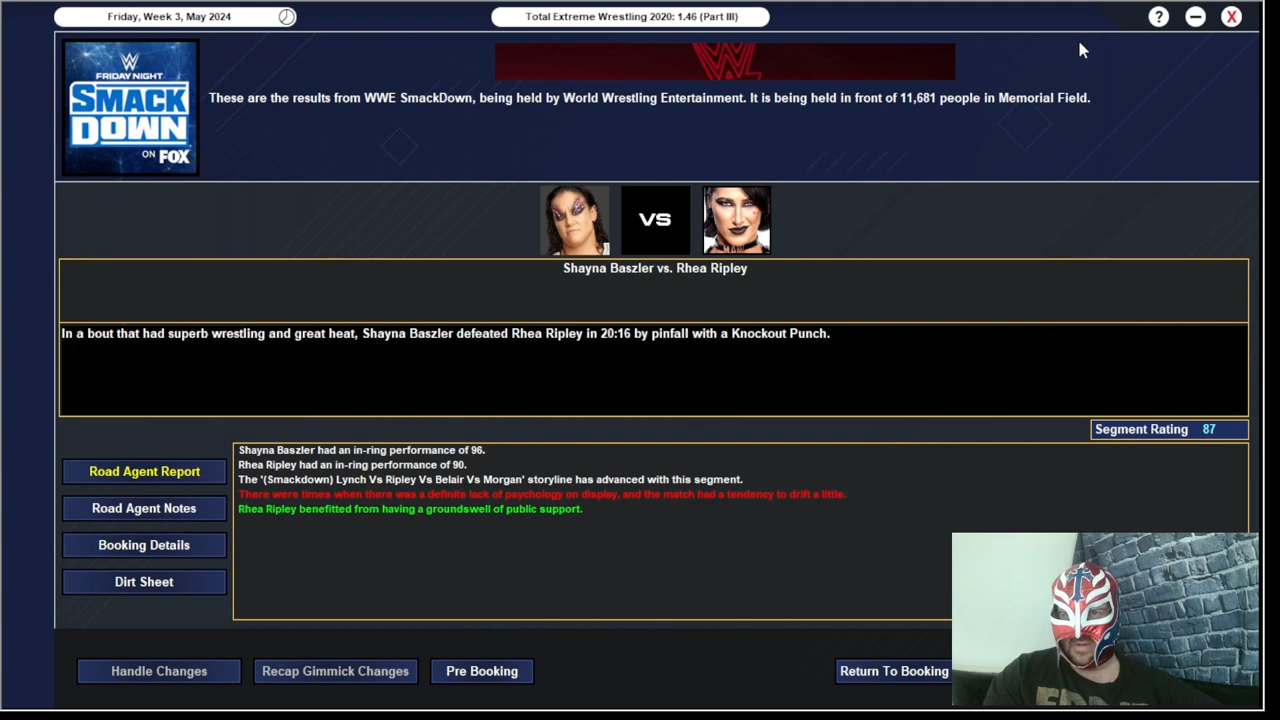 Friday, Week 3, May 2024
Total Extreme Wrestling 2020: 1.46 (Part III)
?
X
W
FRIDAY NIGHT
SMACK
DOWN
ON FOX
These are the results from WWE SmackDown, being held by World Wrestling Entertainment. It is being held in front of 11,681 people in Memorial Field.
VS
Shayna Baszler vs. Rhea Ripley
In a bout that had superb wrestling and great heat, Shayna Baszler defeated Rhea Ripley in 20:16 by pinfall with a Knockout Punch.
Segment Rating 87
Road Agent Report
Road Agent Notes
Booking Details
Dirt Sheet
Shayna Baszler had an in-ring performance of 96.
Rhea Ripley had an in-ring performance of 90.
The '(Smackdown) Lynch Vs Ripley Vs Belair Vs Morgan' storyline has advanced with this segment.
There were times when there was a definite lack of psychology on display, and the match had a tendency to drift a little.
Rhea Ripley benefitted from having a groundswell of public support.
Handle Changes
Recap Gimmick Changes
Pre Booking
Return To Booking